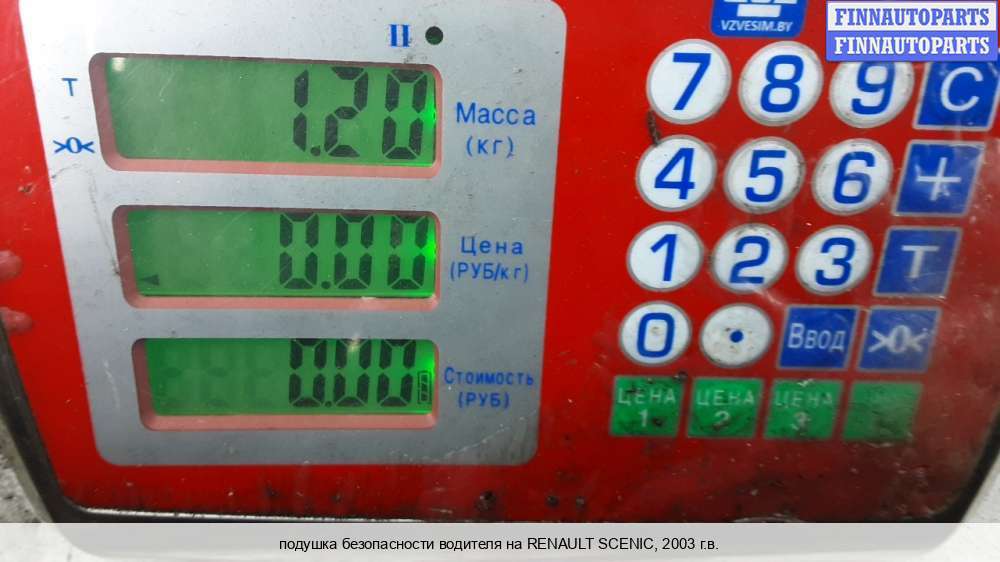 VZVESIM.BY
FINNAUTOPARTS
FINNAUTOPARTS
II
T
>0<
1.20
Масса
(кг)
0.00
Цена
(РУБ/кг)
0.00
Стоимость
(РУБ)
7 8 9 C
4 5 6 +
1 2 3 T
0 . Ввод >0<
ЦЕНА ЦЕНА ЦЕНА
1 2 3
подушка безопасности водителя на RENAULT SCENIC, 2003 г.в.